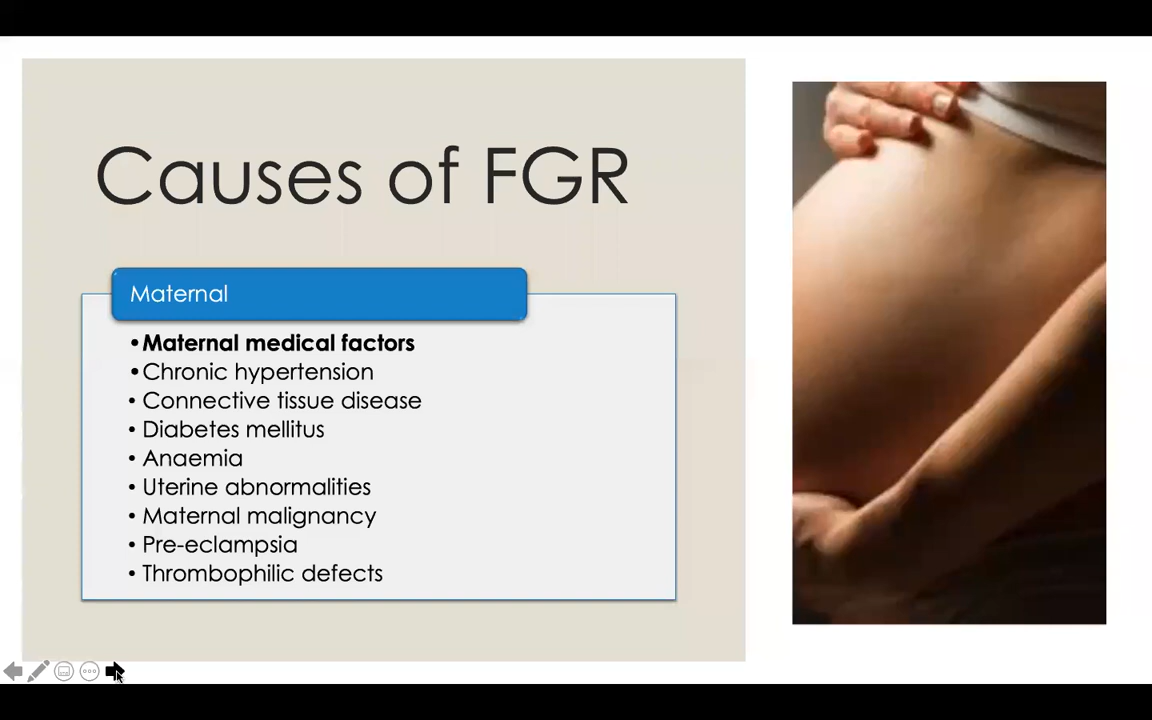 Causes of FGR
Maternal
•Maternal medical factors
•Chronic hypertension
• Connective tissue disease
• Diabetes mellitus
• Anaemia
• Uterine abnormalities
• Maternal malignancy
• Pre-eclampsia
• Thrombophilic defects